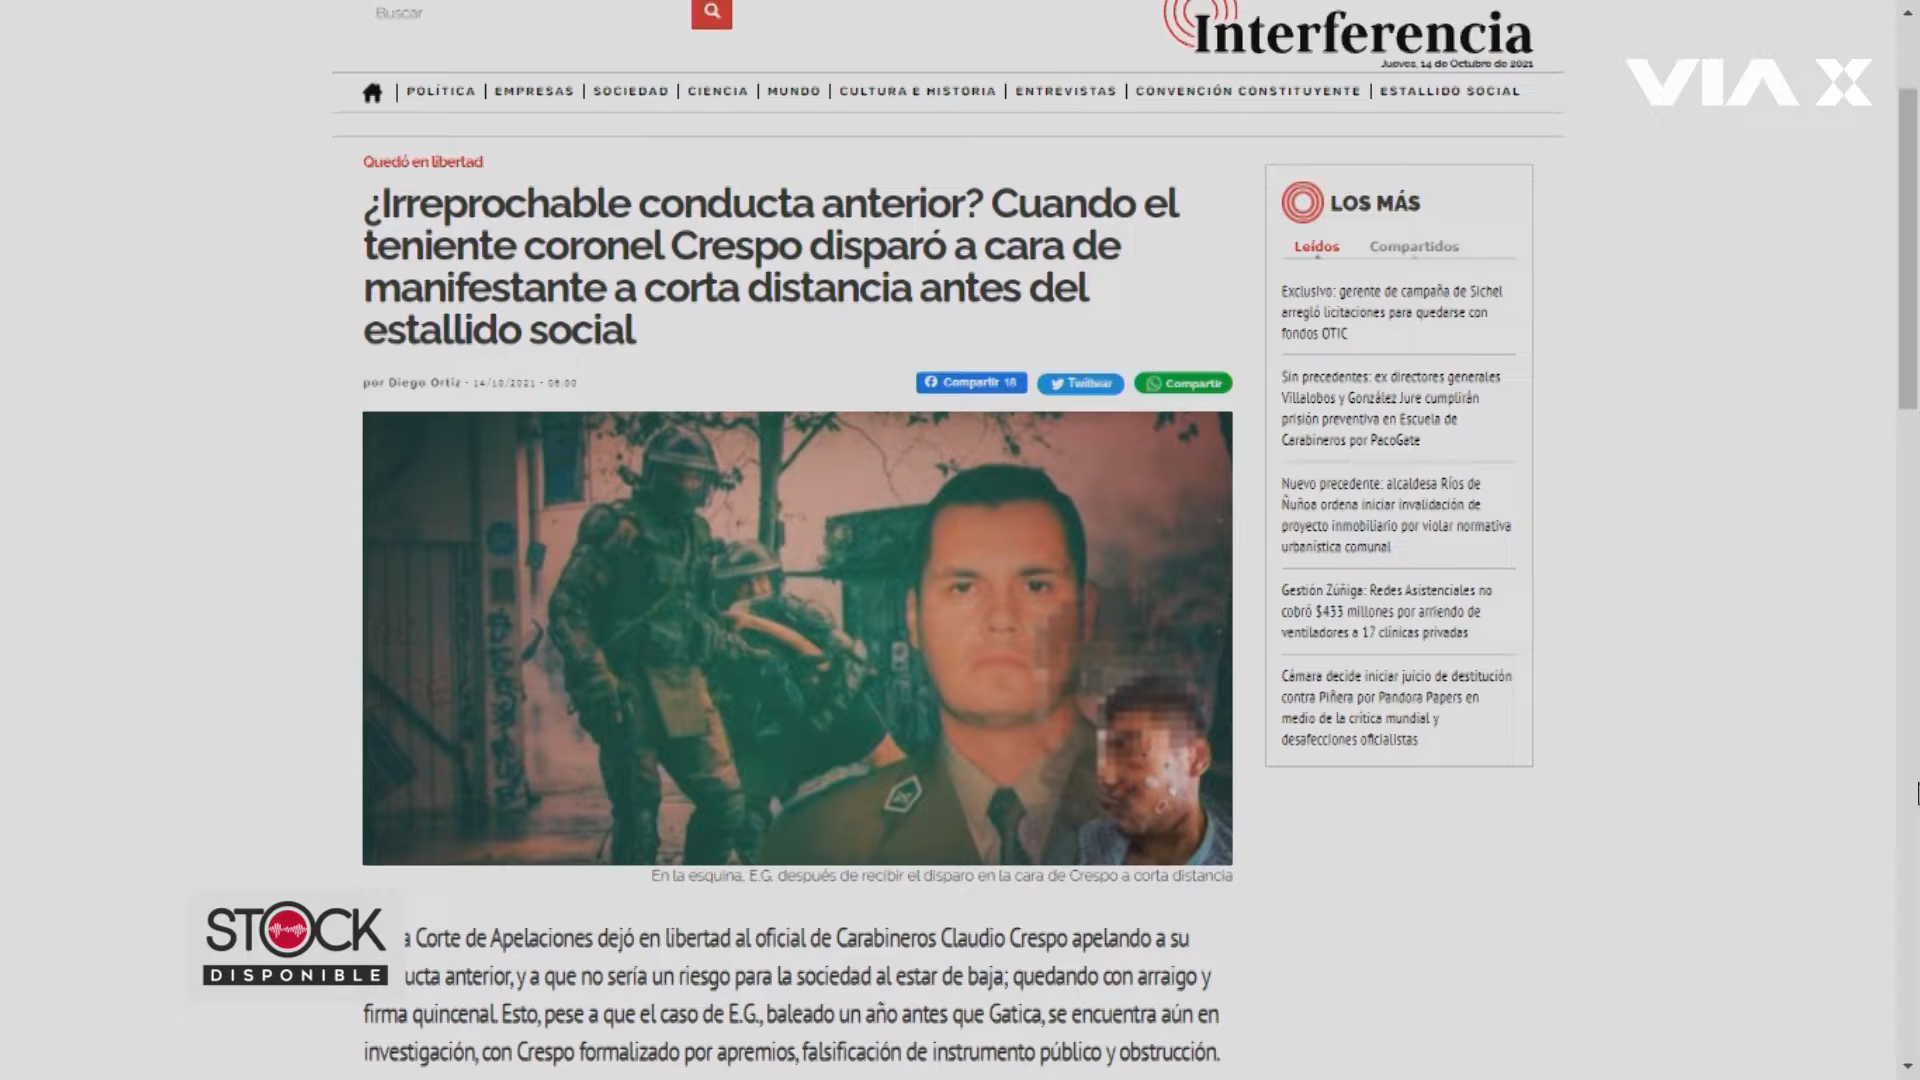 Buscar
Interferencia
Jueves, 14 de Octubre de 2021
VIA X
POLÍTICA | EMPRESAS | SOCIEDAD | CIENCIA | MUNDO | CULTURA E HISTORIA | ENTREVISTAS | CONVENCIÓN CONSTITUYENTE | ESTALLIDO SOCIAL
Quedó en libertad
¿Irreprochable conducta anterior? Cuando el
teniente coronel Crespo disparó a cara de
manifestante a corta distancia antes del
estallido social
por Diego Ortiz - 14/10/2021 - 06:00
Compartir 18
Twittear
Compartir
En la esquina, E.G. después de recibir el disparo en la cara de Crespo a corta distancia
a Corte de Apelaciones dejó en libertad al oficial de Carabineros Claudio Crespo apelando a su
ucta anterior, y a que no sería un riesgo para la sociedad al estar de baja; quedando con arraigo y
firma quincenal. Esto, pese a que el caso de E.G., baleado un año antes que Gatica, se encuentra aún en
investigación, con Crespo formalizado por apremios, falsificación de instrumento público y obstrucción.
LOS MÁS
Leídos
Compartidos
Exclusivo: gerente de campaña de Sichel
arregló licitaciones para quedarse con
fondos OTIC
Sin precedentes: ex directores generales
Villalobos y González Jure cumplirán
prisión preventiva en Escuela de
Carabineros por PacoGate
Nuevo precedente: alcaldesa Ríos de
Ñuñoa ordena iniciar invalidación de
proyecto inmobiliario por violar normativa
urbanística comunal
Gestión Zúñiga: Redes Asistenciales no
cobró $433 millones por arriendo de
ventiladores a 17 clínicas privadas
Cámara decide iniciar juicio de destitución
contra Piñera por Pandora Papers en
medio de la crítica mundial y
desafecciones oficialistas
STOCK
DISPONIBLE